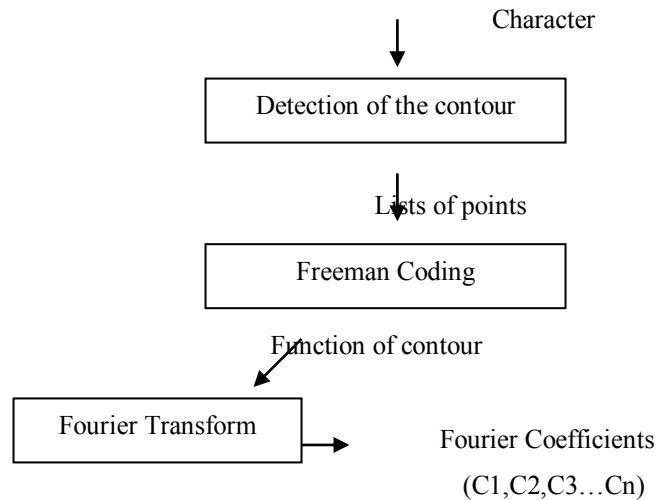 Character
Detection of the contour
Lists of points
Freeman Coding
Function of contour
Fourier Transform
Fourier Coefficients
(C1,C2,C3…Cn)